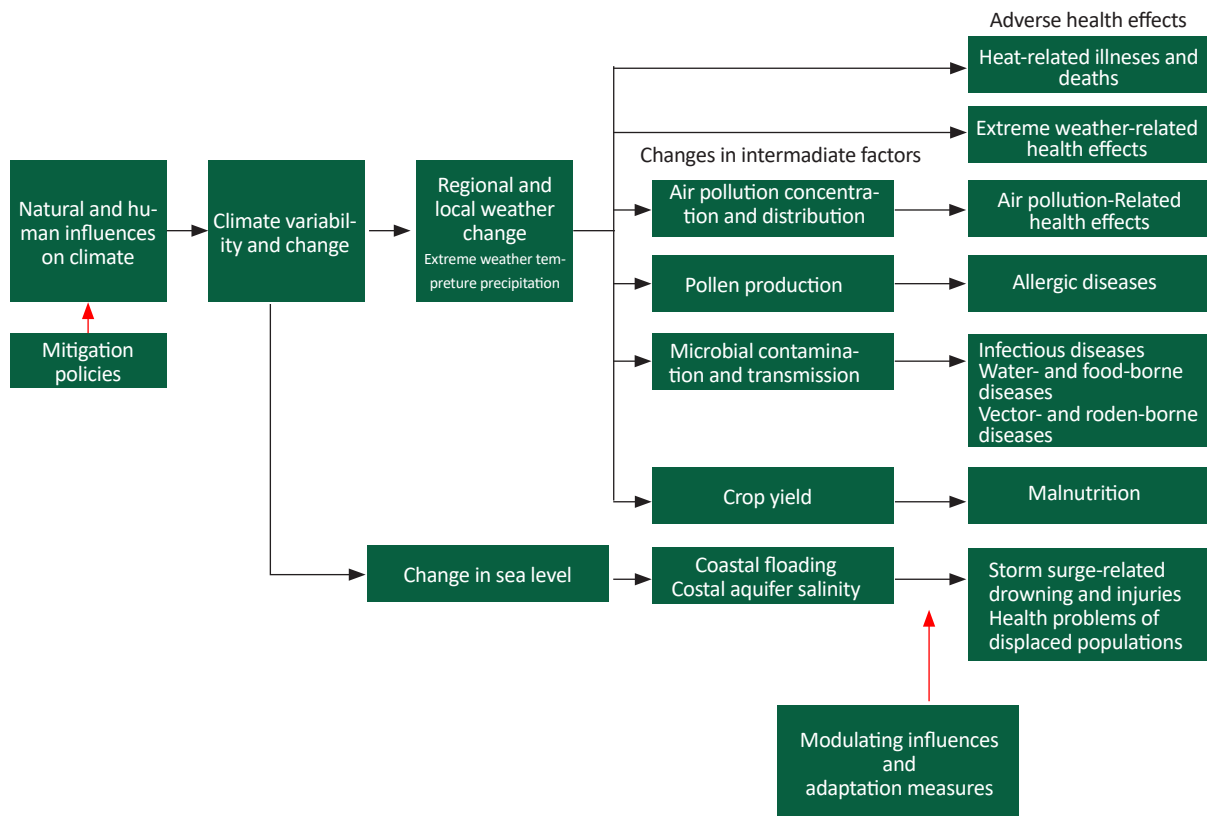 Adverse health effects
Heat-related illneses and
deaths
Extreme weather-related
health effects
Changes in intermadiate factors
Natural and hu-
man influences
on climate
Climate variabil-
ity and change
Regional and
local weather
change
Extreme weather tem-
preture precipitation
Air pollution concentra-
tion and distribution
Air pollution-Related
health effects
Pollen production
Allergic diseases
Mitigation
policies
Microbial contamina-
tion and transmission
Infectious diseases
Water- and food-borne
diseases
Vector- and roden-borne
diseases
Crop yield
Malnutrition
Change in sea level
Coastal floading
Costal aquifer salinity
Storm surge-related
drowning and injuries
Health problems of
displaced populations
Modulating influences
and
adaptation measures